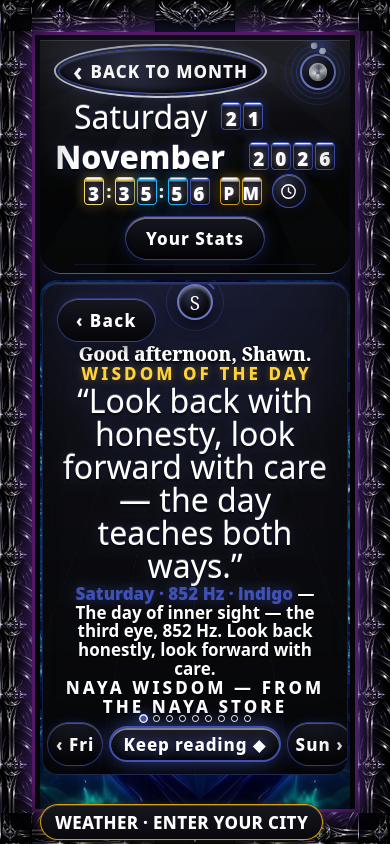 ‹ BACK TO MONTH
Saturday 21
November 2026
3:35:56 PM
Your Stats
S
‹ Back
Good afternoon, Shawn.
WISDOM OF THE DAY
“Look back with
honesty, look
forward with care
— the day
teaches both
ways.”
Saturday · 852 Hz · Indigo —
The day of inner sight — the
third eye, 852 Hz. Look back
honestly, look forward with
care.
NAYA WISDOM — FROM
THE NAYA STORE
‹ Fri
Keep reading ◆
Sun ›
WEATHER · ENTER YOUR CITY